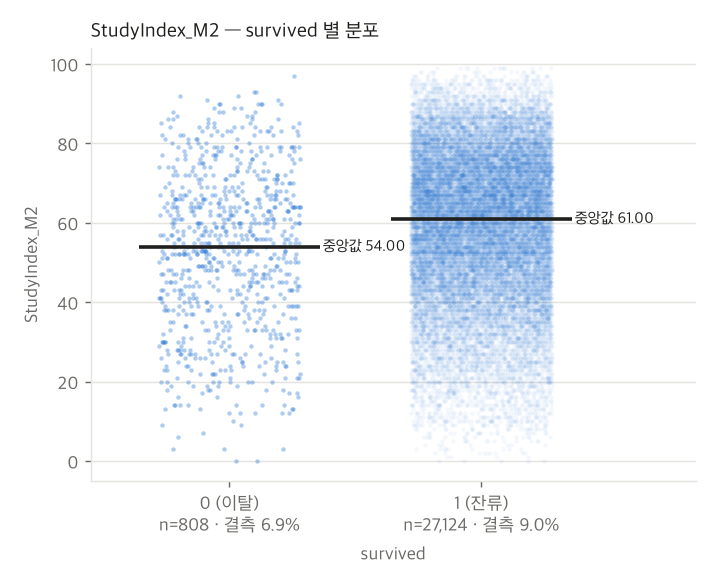 StudyIndex_M2 — survived 별 분포
100
80
60
40
20
0
StudyIndex_M2
중앙값 54.00
중앙값 61.00
0 (이탈)
n=808 · 결측 6.9%
1 (잔류)
n=27,124 · 결측 9.0%
survived